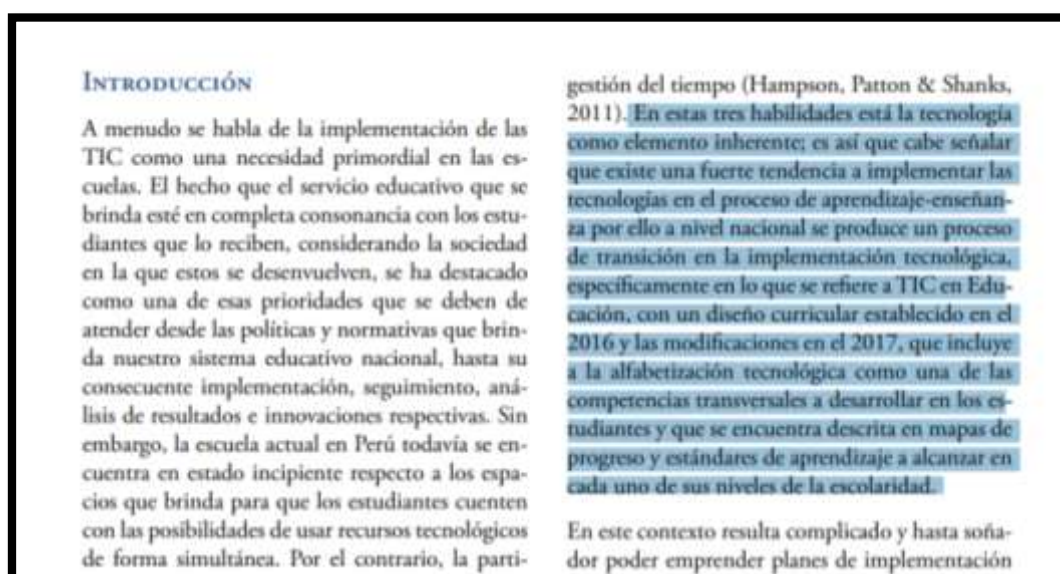 INTRODUCCIÓN
A menudo se habla de la implementación de las
TIC como una necesidad primordial en las es-
cuelas. El hecho que el servicio educativo que se
brinda esté en completa consonancia con los estu-
diantes que lo reciben, considerando la sociedad
en la que estos se desenvuelven, se ha destacado
como una de esas prioridades que se deben de
atender desde las políticas y normativas que brin-
da nuestro sistema educativo nacional, hasta su
consecuente implementación, seguimiento, aná-
lisis de resultados e innovaciones respectivas. Sin
embargo, la escuela actual en Perú todavía se en-
cuentra en estado incipiente respecto a los espa-
cios que brinda para que los estudiantes cuenten
con las posibilidades de usar recursos tecnológicos
de forma simultánea. Por el contrario, la parti-
gestión del tiempo (Hampson, Patton & Shanks,
2011). En estas tres habilidades está la tecnología
como elemento inherente; es así que cabe señalar
que existe una fuerte tendencia a implementar las
tecnologías en el proceso de aprendizaje-enseñan-
za por ello a nivel nacional se produce un proceso
de transición en la implementación tecnológica,
específicamente en lo que se refiere a TIC en Edu-
cación, con un diseño curricular establecido en el
2016 y las modificaciones en el 2017, que incluye
a la alfabetización tecnológica como una de las
competencias transversales a desarrollar en los es-
tudiantes y que se encuentra descrita en mapas de
progreso y estándares de aprendizaje a alcanzar en
cada uno de sus niveles de la escolaridad.
En este contexto resulta complicado y hasta soña-
dor poder emprender planes de implementación